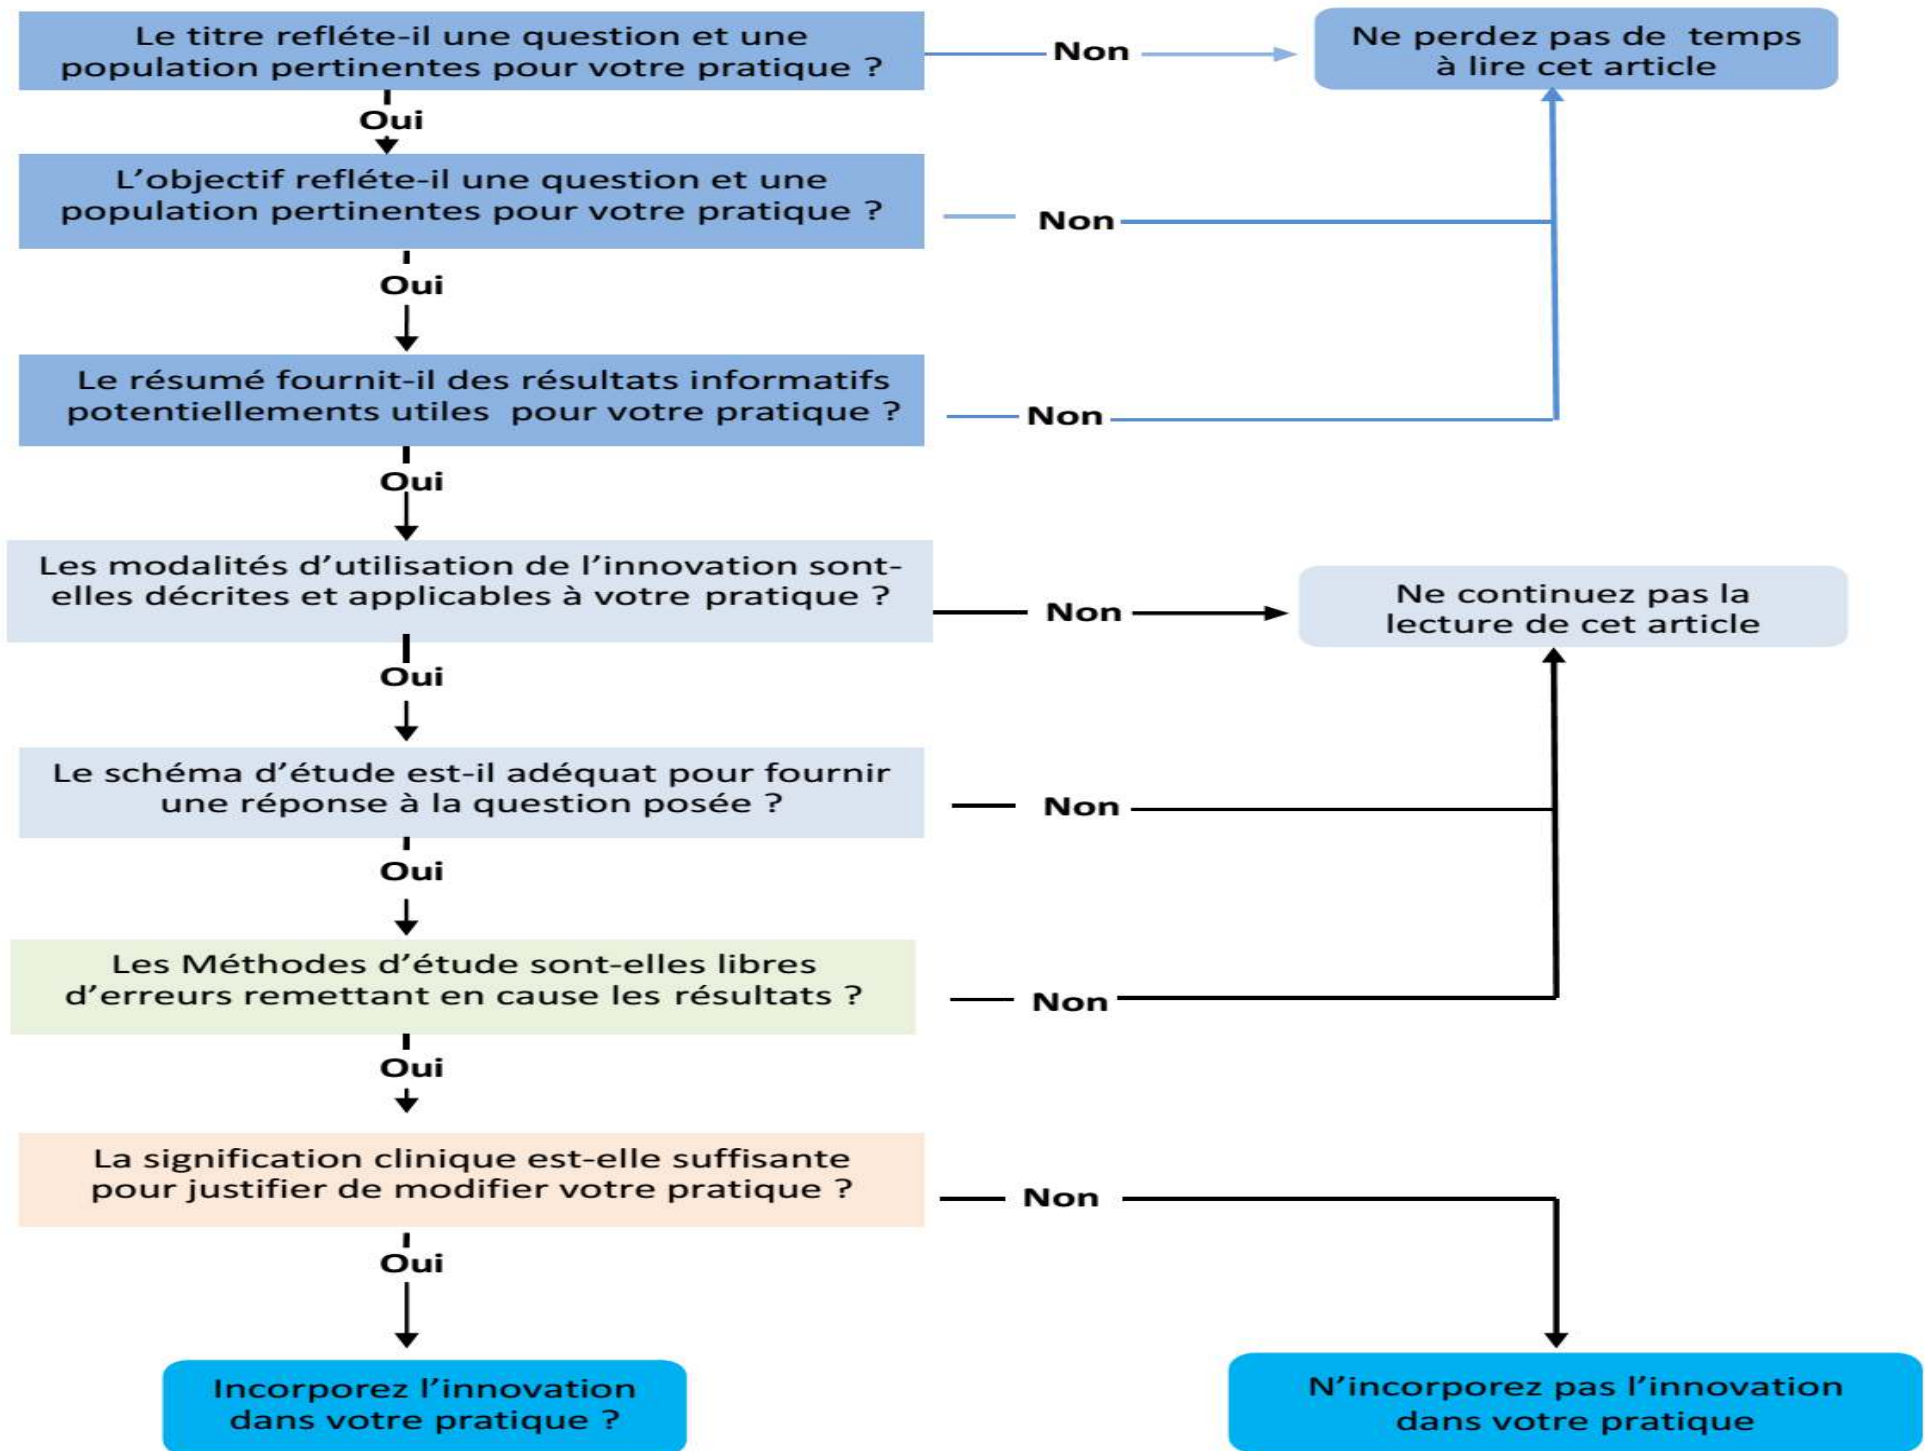 Le titre refléte-il une question et une
population pertinentes pour votre pratique ?
Non
Ne perdez pas de temps
à lire cet article
Oui
L’objectif refléte-il une question et une
population pertinentes pour votre pratique ?
Non
Oui
Le résumé fournit-il des résultats informatifs
potentiellements utiles pour votre pratique ?
Non
Oui
Les modalités d’utilisation de l’innovation sont-
elles décrites et applicables à votre pratique ?
Non
Ne continuez pas la
lecture de cet article
Oui
Le schéma d’étude est-il adéquat pour fournir
une réponse à la question posée ?
Non
Oui
Les Méthodes d’étude sont-elles libres
d’erreurs remettant en cause les résultats ?
Non
Oui
La signification clinique est-elle suffisante
pour justifier de modifier votre pratique ?
Non
Oui
Incorporez l’innovation
dans votre pratique ?
N’incorporez pas l’innovation
dans votre pratique